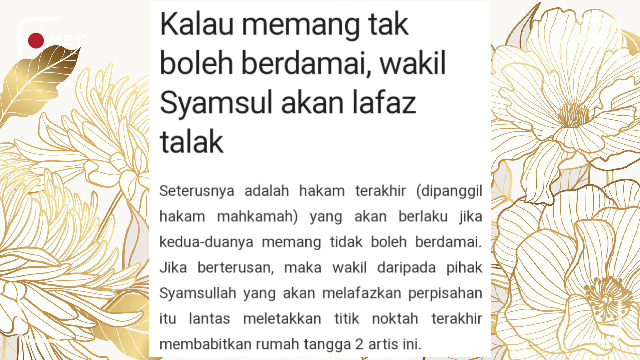 Kalau memang tak
boleh berdamai, wakil
Syamsul akan lafaz
talak
Seterusnya adalah hakam terakhir (dipanggil
hakam mahkamah) yang akan berlaku jika
kedua-duanya memang tidak boleh berdamai.
Jika berterusan, maka wakil daripada pihak
Syamsullah yang akan melafazkan perpisahan
itu lantas meletakkan titik noktah terakhir
membabitkan rumah tangga 2 artis ini.